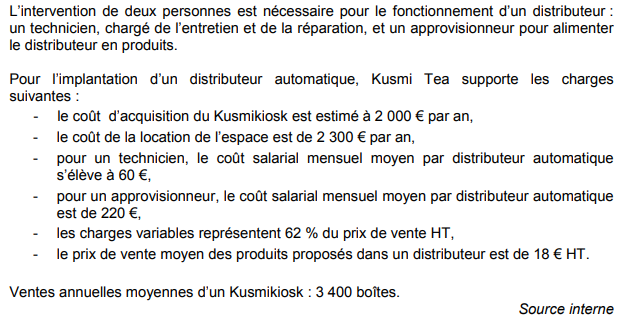 L'intervention de deux personnes est nécessaire pour le fonctionnement d'un distributeur :
un technicien, chargé de l'entretien et de la réparation, et un approvisionneur pour alimenter
le distributeur en produits.
Pour l'implantation d'un distributeur automatique, Kusmi Tea supporte les charges
suivantes :
- le coût d'acquisition du Kusmikiosk est estimé à 2 000 € par an,
- le coût de la location de l'espace est de 2 300 € par an,
- pour un technicien, le coût salarial mensuel moyen par distributeur automatique
s'élève à 60 €,
- pour un approvisionneur, le coût salarial mensuel moyen par distributeur automatique
est de 220 €,
- les charges variables représentent 62 % du prix de vente HT,
- le prix de vente moyen des produits proposés dans un distributeur est de 18 € HT.
Ventes annuelles moyennes d'un Kusmikiosk : 3 400 boîtes.
Source interne